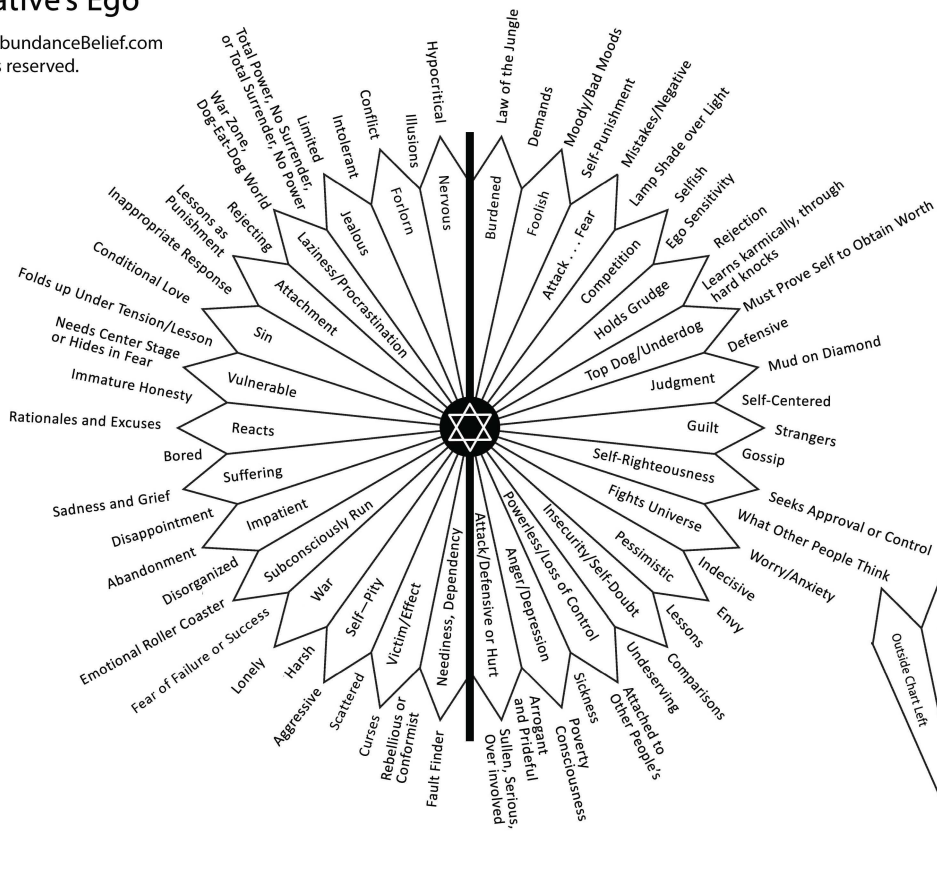 ative's Ego
bundanceBelief.com
s reserved.
Law of the Jungle
Demands
Moody/Bad Moods
Self-Punishment
Mistakes/Negative
Lamp Shade over Light
Selfish
Ego Sensitivity
Rejection
Learns karmically, through
hard knocks
Must Prove Self to Obtain Worth
Defensive
Mud on Diamond
Self-Centered
Strangers
Gossip
Seeks Approval or Control
What Other People Think
Worry/Anxiety
Indecisive
Envy
Lessons
Comparisons
Undeserving
Attached to
Other People's
Sickness
Poverty
Consciousness
Arrogant
and Prideful
Sullen, Serious,
Over involved
Fault Finder
Rebellious or
Conformist
Curses
Scattered
Aggressive
Harsh
Lonely
Fear of Failure or Success
Emotional Roller Coaster
Disorganized
Abandonment
Disappointment
Sadness and Grief
Bored
Rationales and Excuses
Immature Honesty
Needs Center Stage
or Hides in Fear
Folds up Under Tension/Lesson
Conditional Love
Inappropriate Response
Lessons as
Punishment
Rejecting
War Zone,
Dog-Eat-Dog World
Total Power, No Surrender,
or Total Surrender, No Power
Limited
Intolerant
Conflict
Illusions
Hypocritical
Burdened
Foolish
Attack . . . Fear
Competition
Holds Grudge
Top Dog/Underdog
Judgment
Guilt
Self-Righteousness
Fights Universe
Pessimistic
Insecurity/Self-Doubt
Powerless/Loss of Control
Anger/Depression
Attack/Defensive or Hurt
Neediness, Dependency
Victim/Effect
Self—Pity
War
Subconsciously Run
Impatient
Suffering
Reacts
Vulnerable
Sin
Attachment
Laziness/Procrastination
Jealous
Forlorn
Nervous
Outside Chart Left